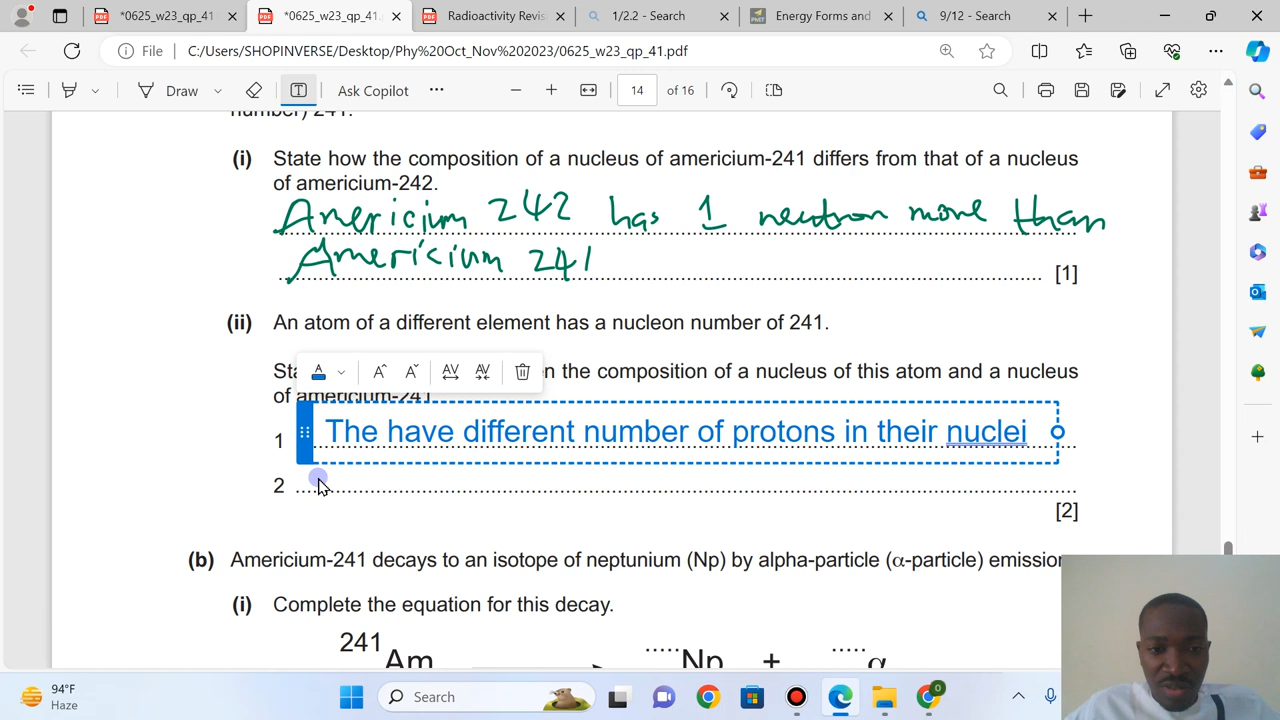 *0625_w23_qp_41
*0625_w23_qp_41.
Radioactivity Revis
1/2.2 - Search
Energy Forms and
9/12 - Search
File
C:/Users/SHOPINVERSE/Desktop/Phy%20Oct_Nov%202023/0625_w23_qp_41.pdf
Draw
Ask Copilot
14 of 16
number) 241.
(i) State how the composition of a nucleus of americium-241 differs from that of a nucleus
of americium-242.
Americium 242 has 1 neutron more than
Americium 241
[1]
(ii) An atom of a different element has a nucleon number of 241.
Sta
n the composition of a nucleus of this atom and a nucleus
of americium-241
1 The have different number of protons in their nuclei
2
[2]
(b) Americium-241 decays to an isotope of neptunium (Np) by alpha-particle (α-particle) emission
(i) Complete the equation for this decay.
241
Am → Np + α
94°F
Haze
Search
0